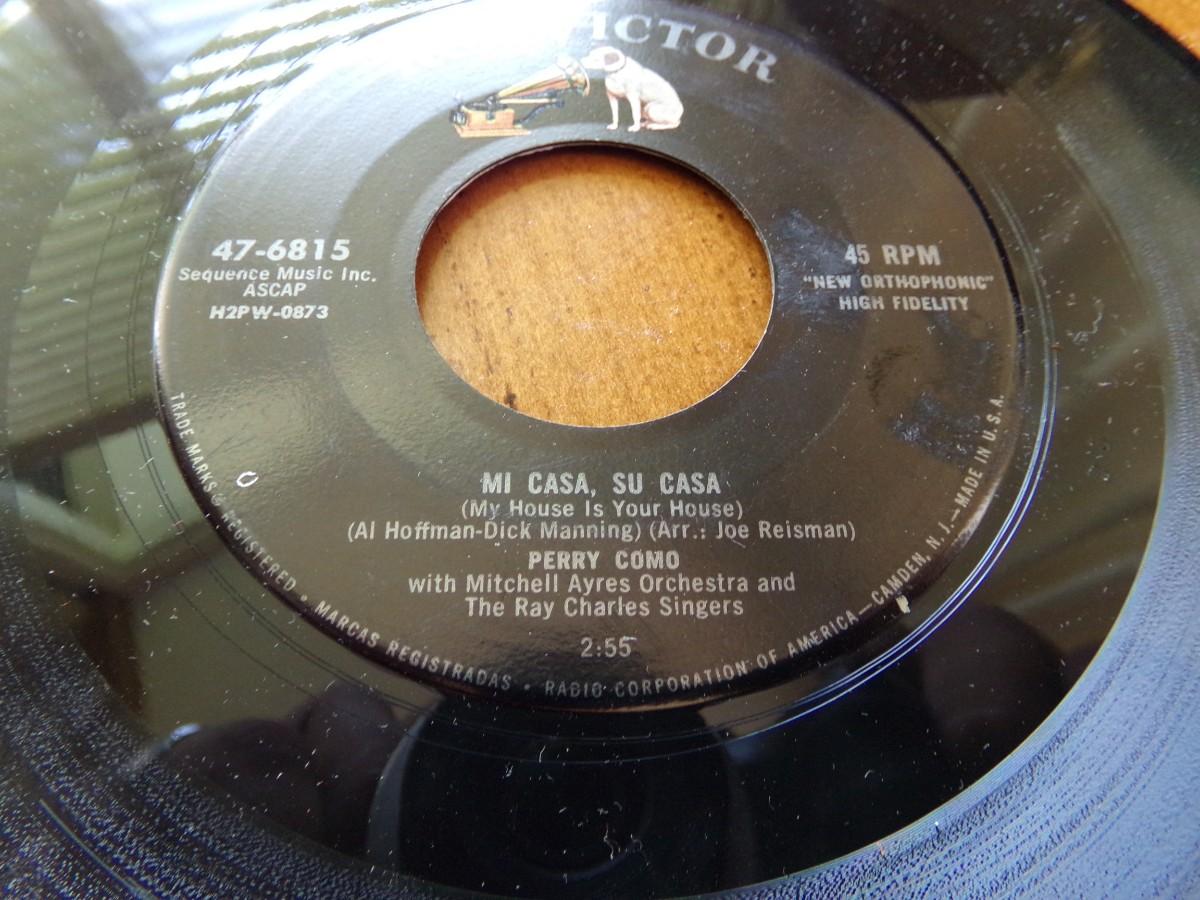 VICTOR
47-6815
Sequence Music Inc.
ASCAP
H2PW-0873
45 RPM
"NEW ORTHOPHONIC"
HIGH FIDELITY
MI CASA, SU CASA
(My House Is Your House)
(Al Hoffman-Dick Manning) (Arr.: Joe Reisman)
PERRY COMO
with Mitchell Ayres Orchestra and
The Ray Charles Singers
2:55
TRADE MARKS REGISTERED • MARCAS REGISTRADAS • RADIO CORPORATION OF AMERICA—CAMDEN, N. J.—MADE IN U. S. A.